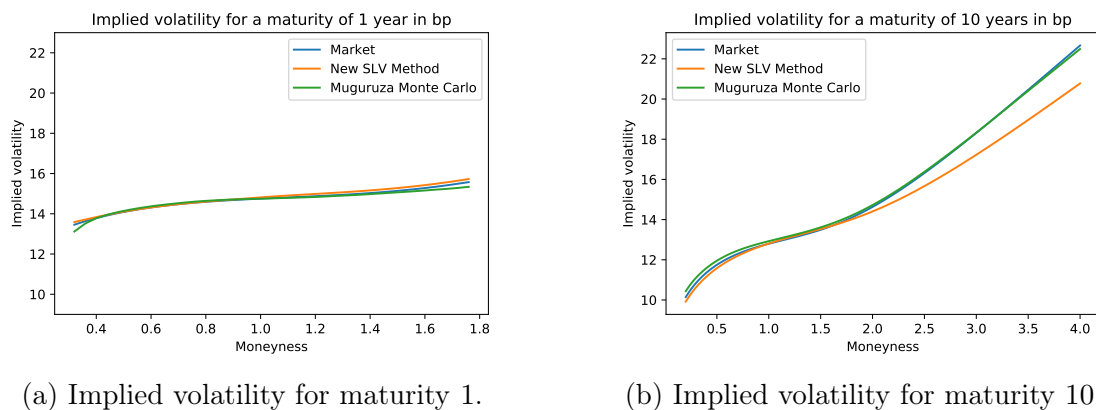 Implied volatility for a maturity of 1 year in bp
Implied volatility
22
20
18
16
14
12
10
Market
New SLV Method
Muguruza Monte Carlo
0.4 0.6 0.8 1.0 1.2 1.4 1.6 1.8
Moneyness
(a) Implied volatility for maturity 1.
Implied volatility for a maturity of 10 years in bp
Implied volatility
22
20
18
16
14
12
10
Market
New SLV Method
Muguruza Monte Carlo
0.5 1.0 1.5 2.0 2.5 3.0 3.5 4.0
Moneyness
(b) Implied volatility for maturity 10